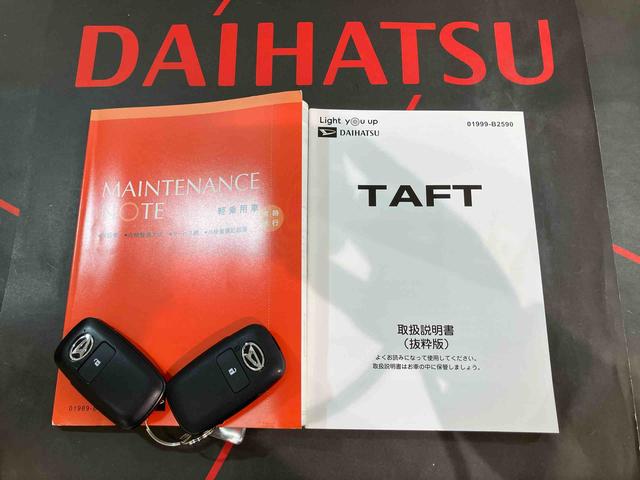 DAIHATSU
MAINTENANCE
NOTE
軽乗用車
Light you up
DAIHATSU
01999-B2590
TAFT
取扱説明書
（抜粋版）
よくお読みになって使用してください。
取扱説明書はお車の中に保管しましょう。